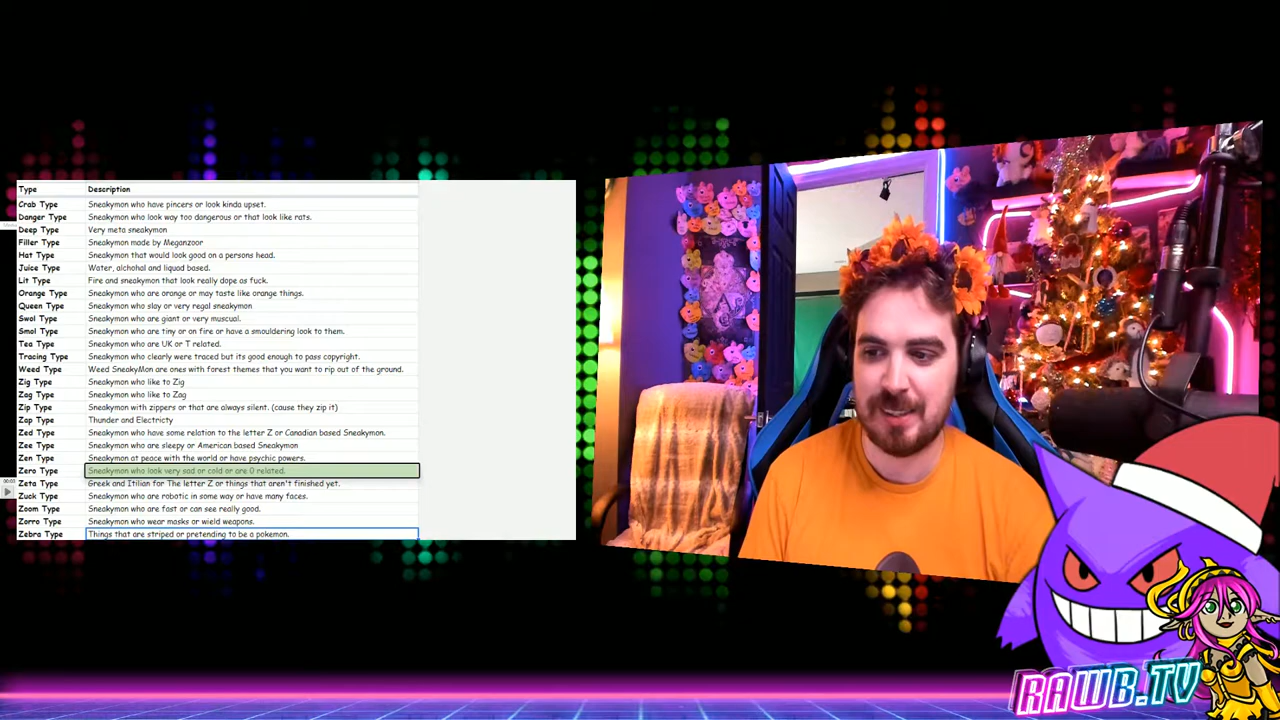 Type Description
Crab Type Sneakymon who have pincers or look kinda upset.
Danger Type Sneakymon who look way too dangerous or that look like rats.
Deep Type Very meta sneakymon
Filler Type Sneakymon made by Meganzoor
Hat Type Sneakymon that would look good on a persons head.
Juice Type Water, alchohal and liquad based.
Lit Type Fire and sneakymon that look really dope as fuck.
Orange Type Sneakymon who are orange or may taste like orange things.
Queen Type Sneakymon who slay or very regal sneakymon
Swol Type Sneakymon who are giant or very muscual.
Smol Type Sneakymon who are tiny or on fire or have a smouldering look to them.
Tea Type Sneakymon who are UK or T related.
Tracing Type Sneakymon who clearly were traced but its good enough to pass copyright.
Weed Type Weed SneakyMon are ones with forest themes that you want to rip out of the ground.
Zig Type Sneakymon who like to Zig
Zag Type Sneakymon who like to Zag
Zip Type Sneakymon with zippers or that are always silent. (cause they zip it)
Zap Type Thunder and Electricity
Zed Type Sneakymon who have some relation to the letter Z or Canadian based Sneakymon.
Zee Type Sneakymon who are sleepy or American based Sneakymon
Zen Type Sneakymon at peace with the world or have psychic powers.
Zero Type Sneakymon who look very sad or cold or are 0 related.
Zeta Type Greek and Itilian for The letter Z or things that aren't finished yet.
Zuck Type Sneakymon who are robotic in some way or have many faces.
Zoom Type Sneakymon who are fast or can see really good.
Zorro Type Sneakymon who wear masks or wield weapons.
Zebra Type Things that are striped or pretending to be a pokemon.
RAWB.TV